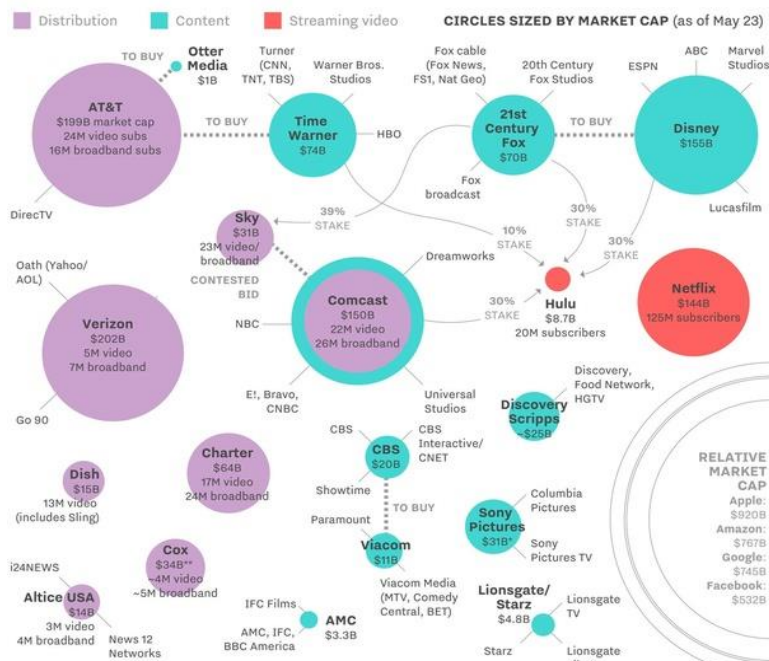 Distribution
Content
Streaming video
CIRCLES SIZED BY MARKET CAP (as of May 23)
TO BUY
Otter
Media
$1B
AT&T
$199B market cap
24M video subs
16M broadband subs
DirecTV
TO BUY
Turner
(CNN,
TNT, TBS)
Warner Bros.
Studios
Time
Warner
$74B
HBO
Fox cable
(Fox News,
FS1, Nat Geo)
20th Century
Fox Studios
21st
Century
Fox
$70B
Fox
broadcast
TO BUY
ESPN
ABC
Marvel
Studios
Disney
$155B
Lucasfilm
39%
STAKE
10%
STAKE
30%
STAKE
30%
STAKE
Sky
$31B
23M video/
broadband
CONTESTED
BID
Dreamworks
Comcast
$150B
22M video
26M broadband
NBC
E!, Bravo,
CNBC
Universal
Studios
30%
STAKE
Hulu
$8.7B
20M subscribers
Netflix
$144B
125M subscribers
Oath (Yahoo/
AOL)
Verizon
$202B
5M video
7M broadband
Go 90
Discovery,
Food Network,
HGTV
Discovery
Scripps
~$25B
Charter
$64B
17M video
24M broadband
Dish
$15B
13M video
(includes Sling)
CBS
CBS
Interactive/
CNET
CBS
$20B
Showtime
TO BUY
Paramount
Viacom
$11B
Viacom Media
(MTV, Comedy
Central, BET)
Columbia
Pictures
Sony
Pictures
$31B*
Sony
Pictures TV
Cox
$34B**
~4M video
~5M broadband
i24NEWS
Altice USA
$14B
3M video
4M broadband
News 12
Networks
IFC Films
AMC
$3.3B
AMC, IFC,
BBC America
Lionsgate/
Starz
$4.8B
Lionsgate
TV
Starz
Lionsgate
RELATIVE
MARKET
CAP
Apple:
$920B
Amazon:
$767B
Google:
$745B
Facebook:
$532B